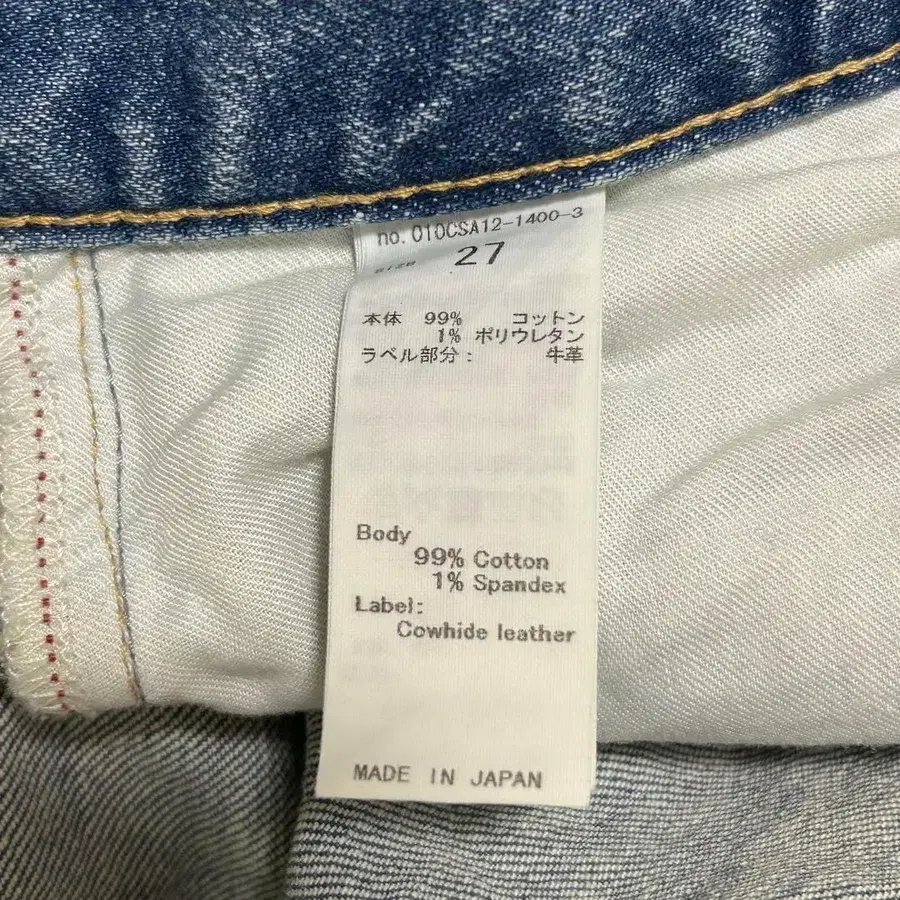 no. 010CSA12-1400-3
SIZE 27
本体 99% コットン
1% ポリウレタン
ラベル部分: 牛革
Body
99% Cotton
1% Spandex
Label:
Cowhide leather
MADE IN JAPAN